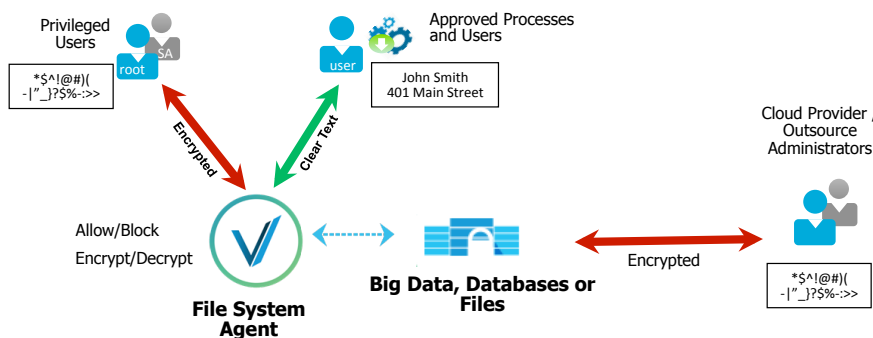 Privileged
Users
SA
root
*$^!@#)(
-|”_}?$%-:>>
Approved Processes
and Users
user
John Smith
401 Main Street
Encrypted
Clear Text
Cloud Provider /
Outsource
Administrators
Allow/Block
Encrypt/Decrypt
File System
Agent
Big Data, Databases or
Files
Encrypted
*$^!@#)(
-|”_}?$%-:>>